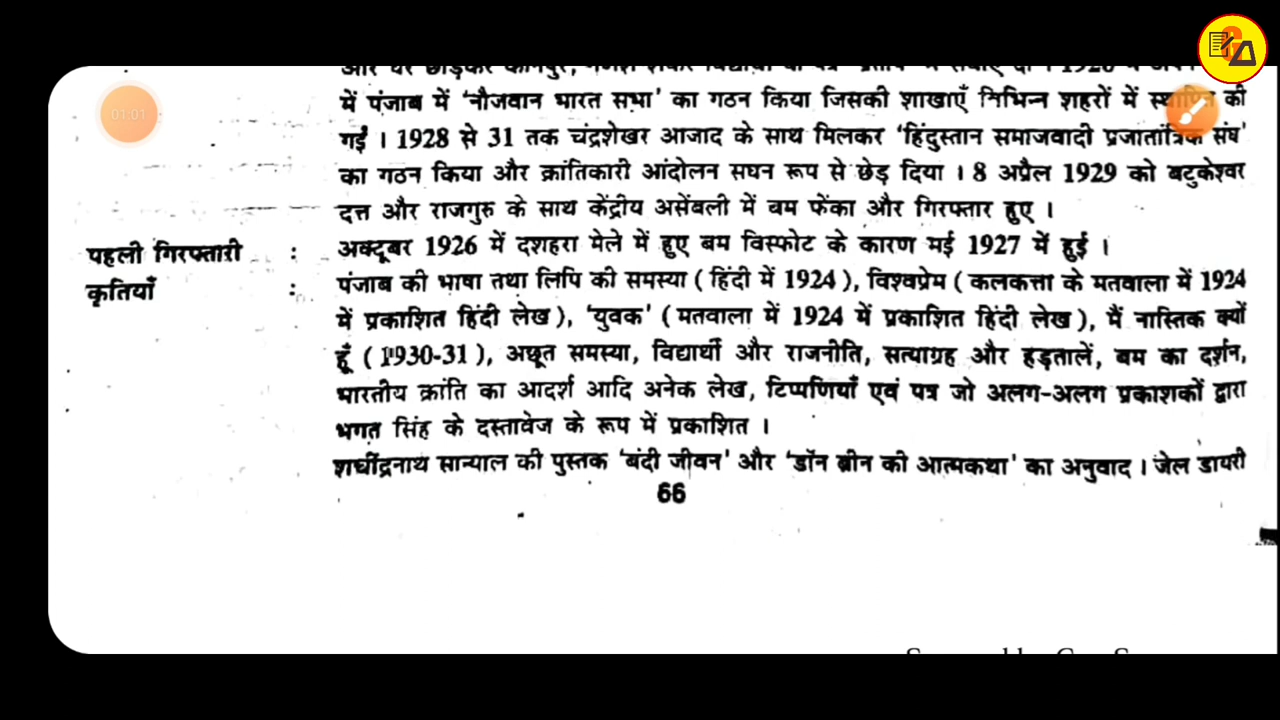 01:01
में पंजाब में 'नौजवान भारत सभा' का गठन किया जिसकी शाखाएँ विभिन्न शहरों में की
गईं । 1928 से 31 तक चंद्रशेखर आजाद के साथ मिलकर 'हिंदुस्तान समाजवादी प्रजातांत्रिक संघ'
का गठन किया और क्रांतिकारी आंदोलन सघन रूप से छेड़ दिया । 8 अप्रैल 1929 को बटुकेश्वर
दत्त और राजगुरु के साथ केंद्रीय असेंबली में बम फेंका और गिरफ्तार हुए ।
पहली गिरफ्तारी : अक्टूबर 1926 में दशहरा मेले में हुए बम विस्फोट के कारण मई 1927 में हुई ।
कृतियाँ : पंजाब की भाषा तथा लिपि की समस्या ( हिंदी में 1924 ), विश्वप्रेम ( कलकत्ता के मतवाला में 1924
में प्रकाशित हिंदी लेख ), 'युवक' ( मतवाला में 1924 में प्रकाशित हिंदी लेख ), मैं नास्तिक क्यों
हूँ ( 1930-31 ), अछूत समस्या, विद्यार्थी और राजनीति, सत्याग्रह और हड़तालें, बम का दर्शन,
भारतीय क्रांति का आदर्श आदि अनेक लेख, टिप्पणियाँ एवं पत्र जो अलग-अलग प्रकाशकों द्वारा
भगत सिंह के दस्तावेज के रूप में प्रकाशित ।
शचींद्रनाथ सान्याल की पुस्तक 'बंदी जीवन' और 'डॉन ब्रीन की आत्मकथा' का अनुवाद । जेल डायरी
66